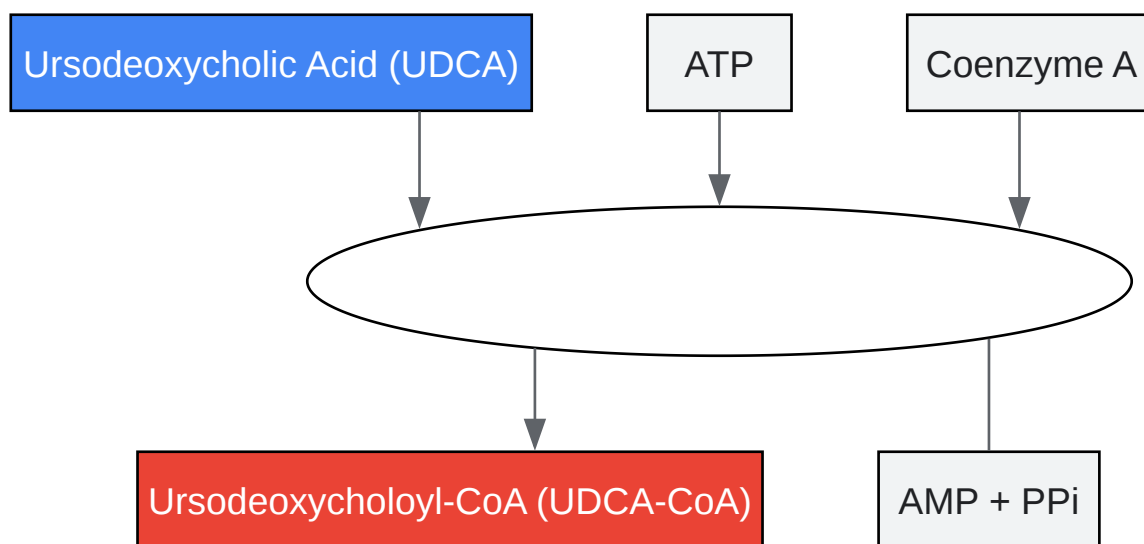 Ursodeoxycholic Acid (UDCA)
ATP
Coenzyme A
Ursodeoxycholoyl-CoA (UDCA-CoA)
AMP + PPi